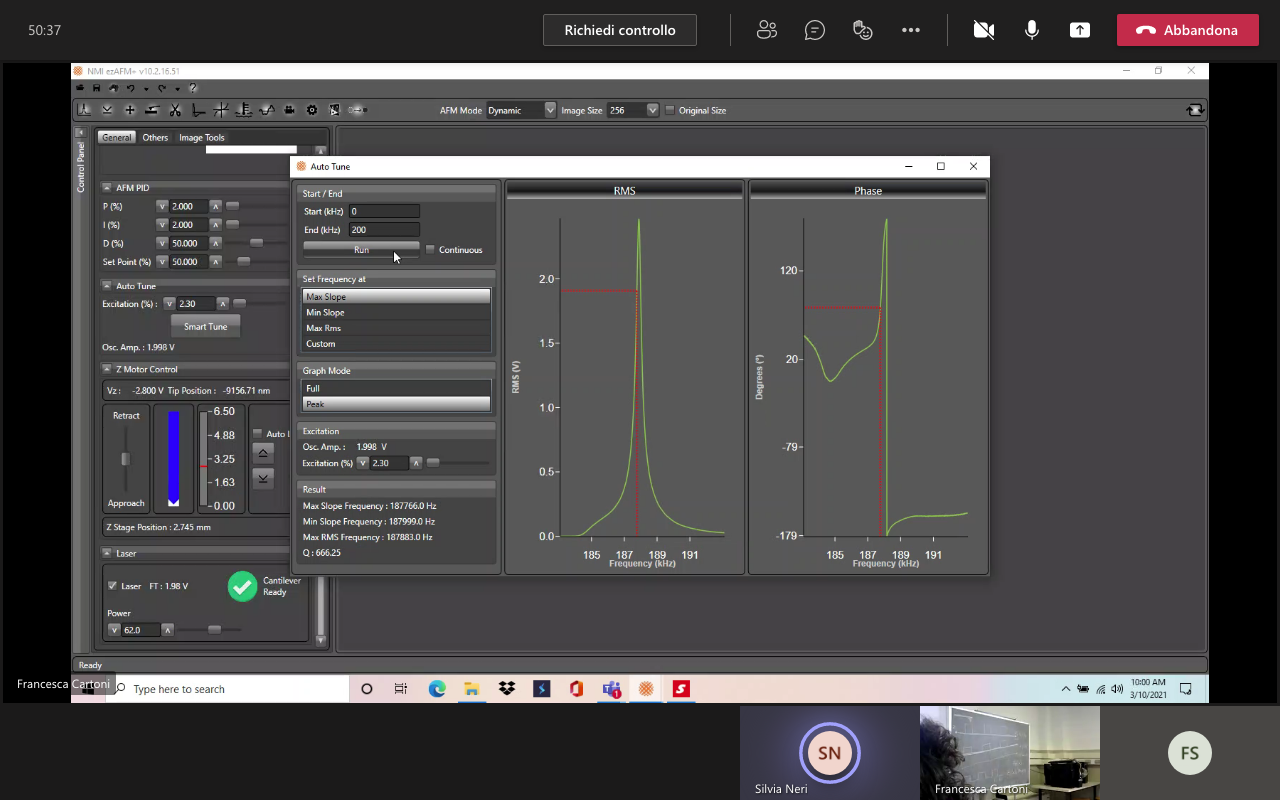 50:37
Richiedi controllo
Abbandona
NMI ezAFM+ v10.2.16.51
AFM Mode Dynamic Image Size 256 Original Size
Control Panel
General Others Image Tools
AFM PID
P (%) 2.000
I (%) 2.000
D (%) 50.000
Set Point (%) 50.000
Auto Tune
Excitation (%) : 2.30
Smart Tune
Osc. Amp. : 1.998 V
Z Motor Control
Vz : -2.800 V Tip Position : -9156.71 nm
Retract
Approach
6.50
4.88
3.25
1.63
0.00
Auto
Z Stage Position : 2.745 mm
Laser
Laser FT : 1.98 V
Cantilever
Ready
Power
62.0
Ready
Auto Tune
Start / End
Start (kHz) 0
End (kHz) 200
Run
Continuous
Set Frequency at
Max Slope
Min Slope
Max Rms
Custom
Graph Mode
Full
Peak
Excitation
Osc. Amp. : 1.998 V
Excitation (%) 2.30
Result
Max Slope Frequency : 187766.0 Hz
Min Slope Frequency : 187999.0 Hz
Max RMS Frequency : 187883.0 Hz
Q : 666.25
RMS
RMS (V)
2.0
1.5
1.0
0.5
0.0
185 187 189 191
Frequency (kHz)
Phase
Degrees (°)
120
20
-79
-179
185 187 189 191
Frequency (kHz)
Francesca Cartoni
Type here to search
10:00 AM
3/10/2021
SN
Silvia Neri
Francesca Cartoni
FS